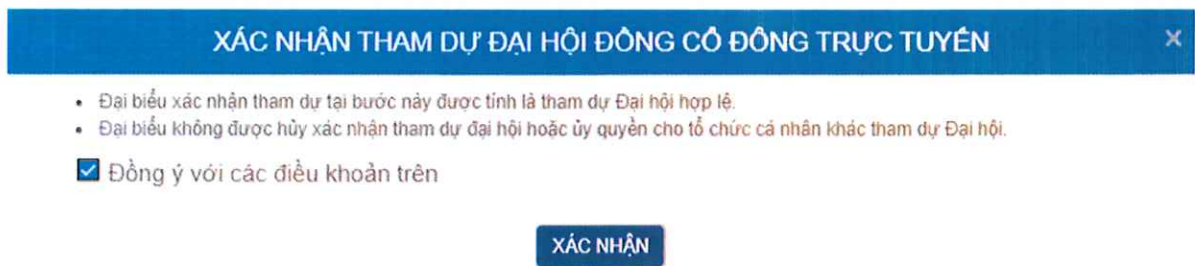 XÁC NHẬN THAM DỰ ĐẠI HỘI ĐỒNG CỔ ĐÔNG TRỰC TUYẾN ×
• Đại biểu xác nhận tham dự tại bước này được tính là tham dự Đại hội hợp lệ.
• Đại biểu không được hủy xác nhận tham dự đại hội hoặc ủy quyền cho tổ chức cá nhân khác tham dự Đại hội.
Đồng ý với các điều khoản trên
XÁC NHẬN